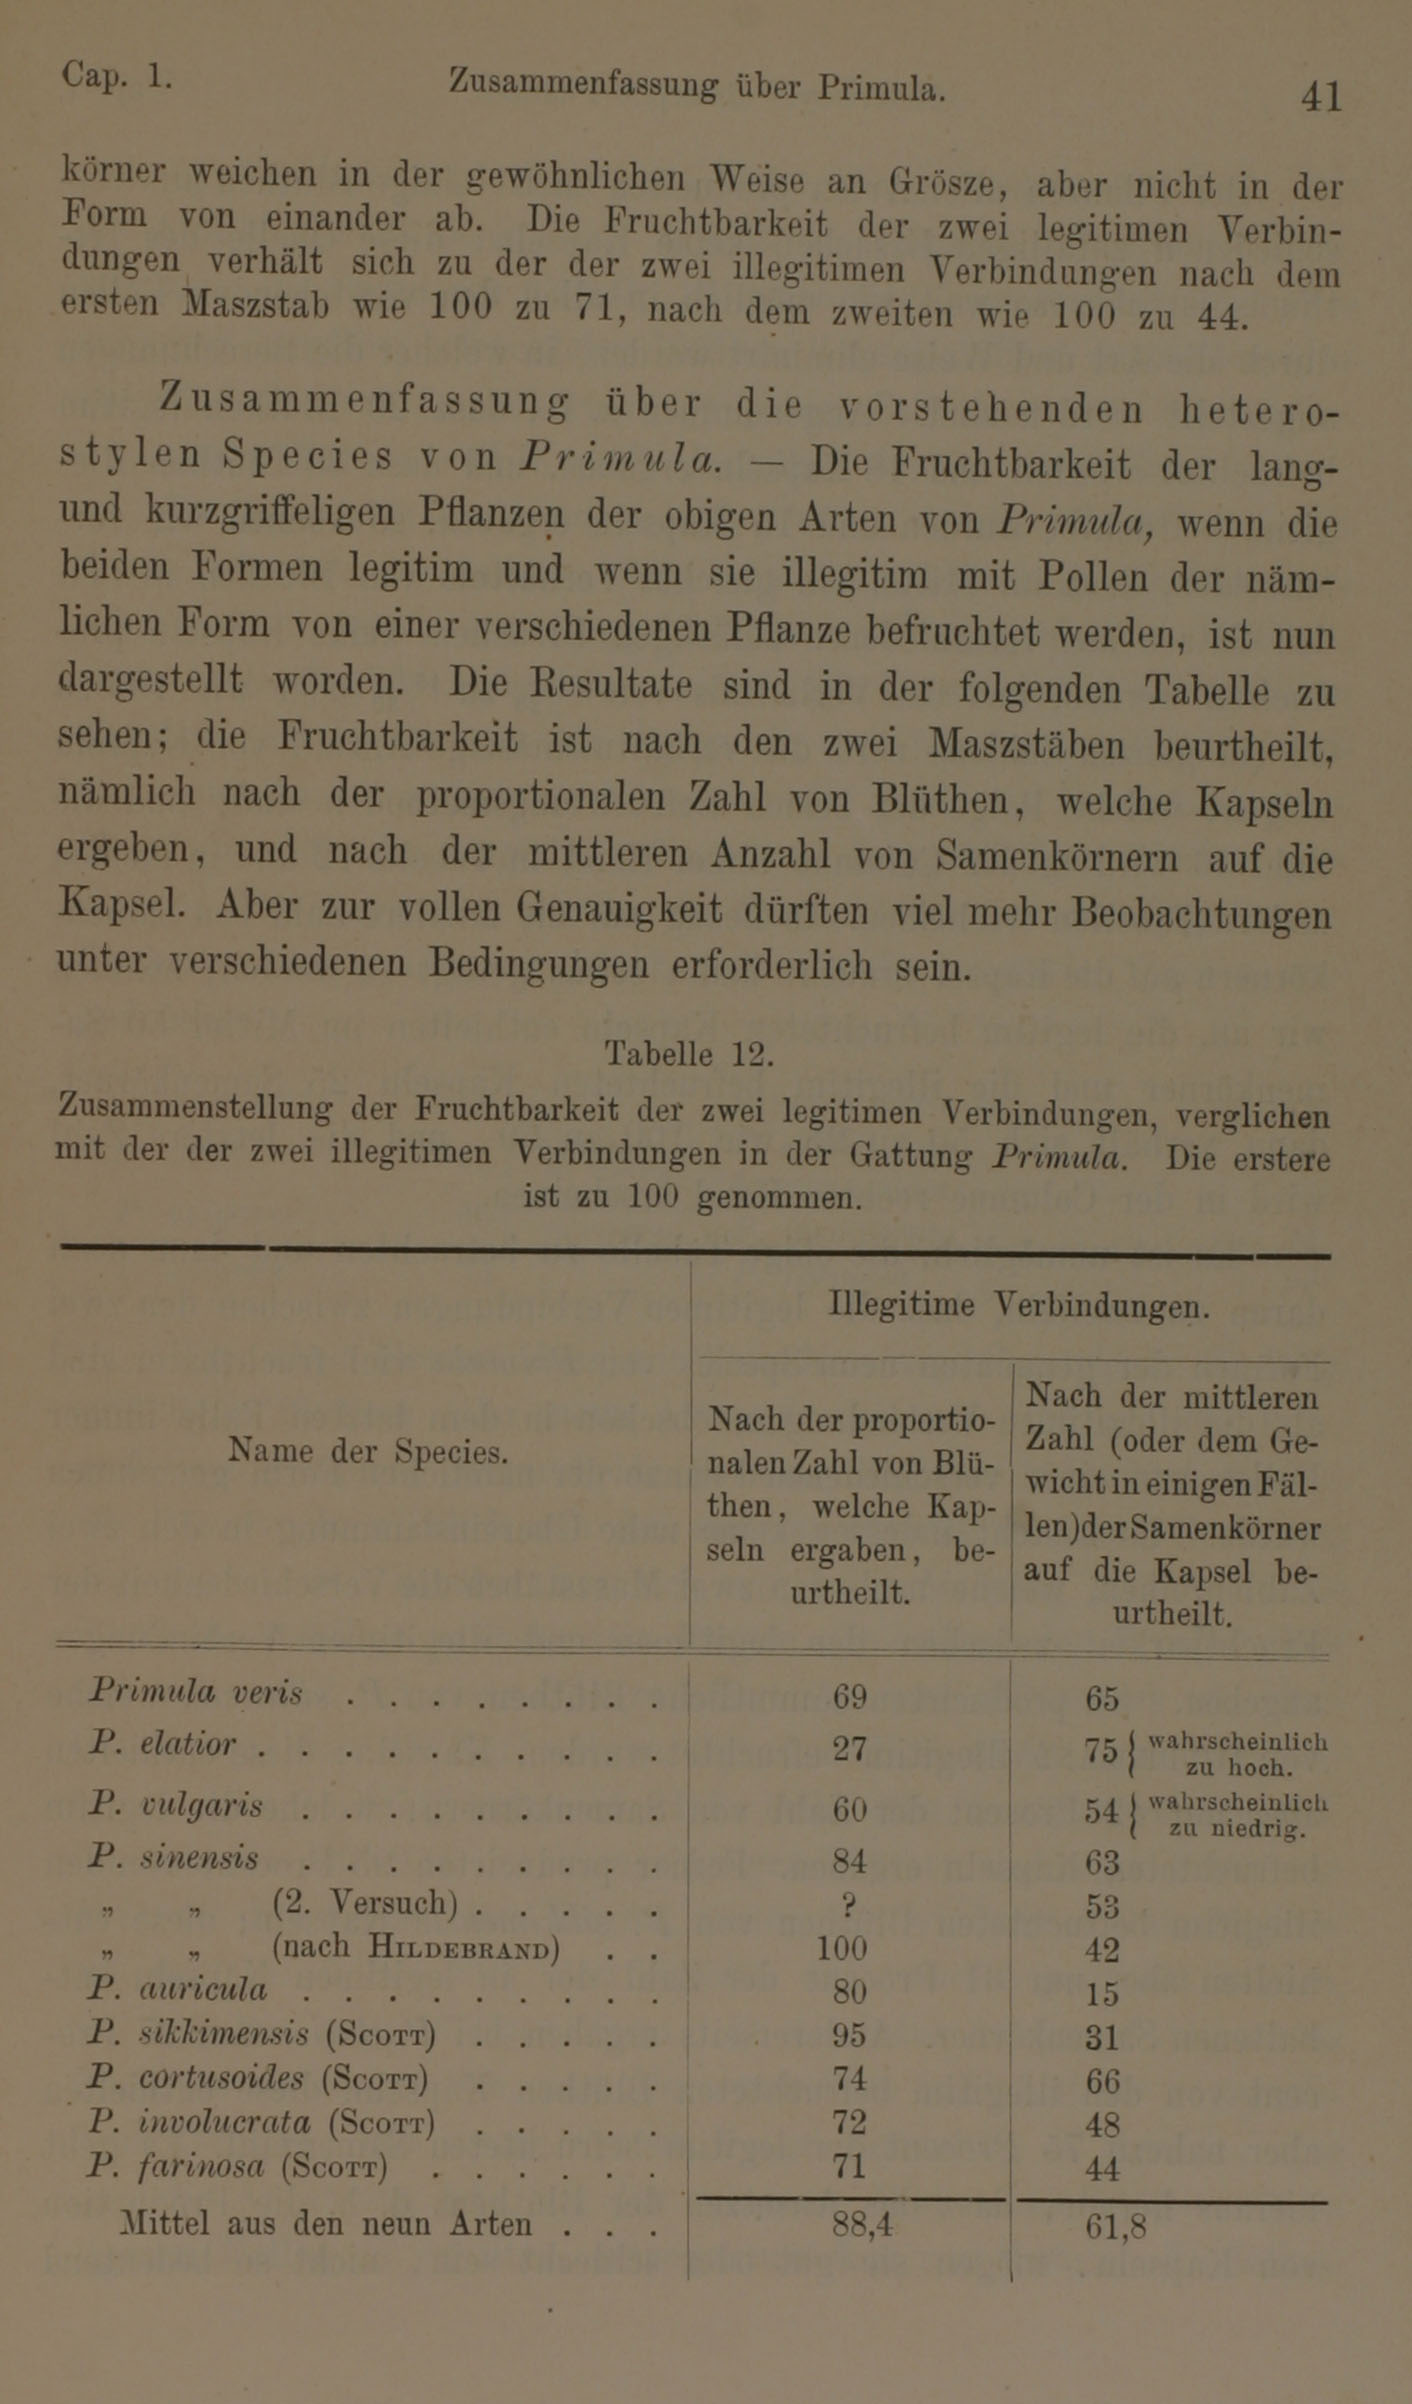 Cap. 1. Zusammenfassung über Primula. 41
körner weichen in der gewöhnlichen Weise an Grösze, aber nicht in der
Form von einander ab. Die Fruchtbarkeit der zwei legitimen Verbin-
dungen verhält sich zu der der zwei illegitimen Verbindungen nach dem
ersten Maszstab wie 100 zu 71, nach dem zweiten wie 100 zu 44.
Zusammenfassung über die vorstehenden hetero-
stylen Species von Primula. — Die Fruchtbarkeit der lang-
und kurzgriffeligen Pflanzen der obigen Arten von Primula, wenn die
beiden Formen legitim und wenn sie illegitim mit Pollen der näm-
lichen Form von einer verschiedenen Pflanze befruchtet werden, ist nun
dargestellt worden. Die Resultate sind in der folgenden Tabelle zu
sehen; die Fruchtbarkeit ist nach den zwei Maszstäben beurtheilt,
nämlich nach der proportionalen Zahl von Blüthen, welche Kapseln
ergeben, und nach der mittleren Anzahl von Samenkörnern auf die
Kapsel. Aber zur vollen Genauigkeit dürften viel mehr Beobachtungen
unter verschiedenen Bedingungen erforderlich sein.
Tabelle 12.
Zusammenstellung der Fruchtbarkeit der zwei legitimen Verbindungen, verglichen
mit der der zwei illegitimen Verbindungen in der Gattung Primula. Die erstere
ist zu 100 genommen.
Name der Species.
Illegitime Verbindungen.
Nach der proportio-
nalen Zahl von Blü-
then, welche Kap-
seln ergaben, be-
urtheilt.
Nach der mittleren
Zahl (oder dem Ge-
wicht in einigen Fäl-
len) der Samenkörner
auf die Kapsel be-
urtheilt.
Primula veris . . . . . . . . 69 65
P. elatior . . . . . . . . . . 27 75 { wahrscheinlich
zu hoch.
P. vulgaris . . . . . . . . . 60 54 { wahrscheinlich
zu niedrig.
P. sinensis . . . . . . . . . 84 63
„ „ (2. Versuch) . . . . . ? 53
„ „ (nach Hildebrand) . . 100 42
P. auricula . . . . . . . . . 80 15
P. sikkimensis (Scott) . . . . . 95 31
P. cortusoides (Scott) . . . . . 74 66
P. involucrata (Scott) . . . . . 72 48
P. farinosa (Scott) . . . . . . 71 44
Mittel aus den neun Arten . . . 88,4 61,8